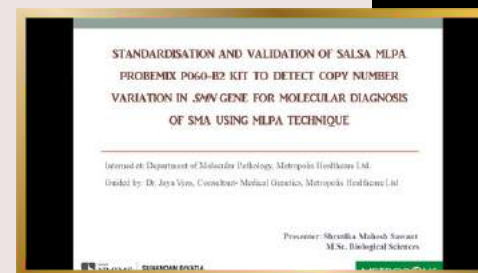 STANDARDISATION AND VALIDATION OF SALSA MLPA
PROBEMIX P060-B2 KIT TO DETECT COPY NUMBER
VARIATION IN SMN GENE FOR MOLECULAR DIAGNOSIS
OF SMA USING MLPA TECHNIQUE
Interned at: Department of Molecular Pathology, Metropolis Healthcare Ltd.
Guided by: Dr. Jaya Vyas, Consultant- Medical Genetics, Metropolis Healthcare Ltd
Presenter: Shrutika Mahesh Sawant
M.Sc. Biological Sciences